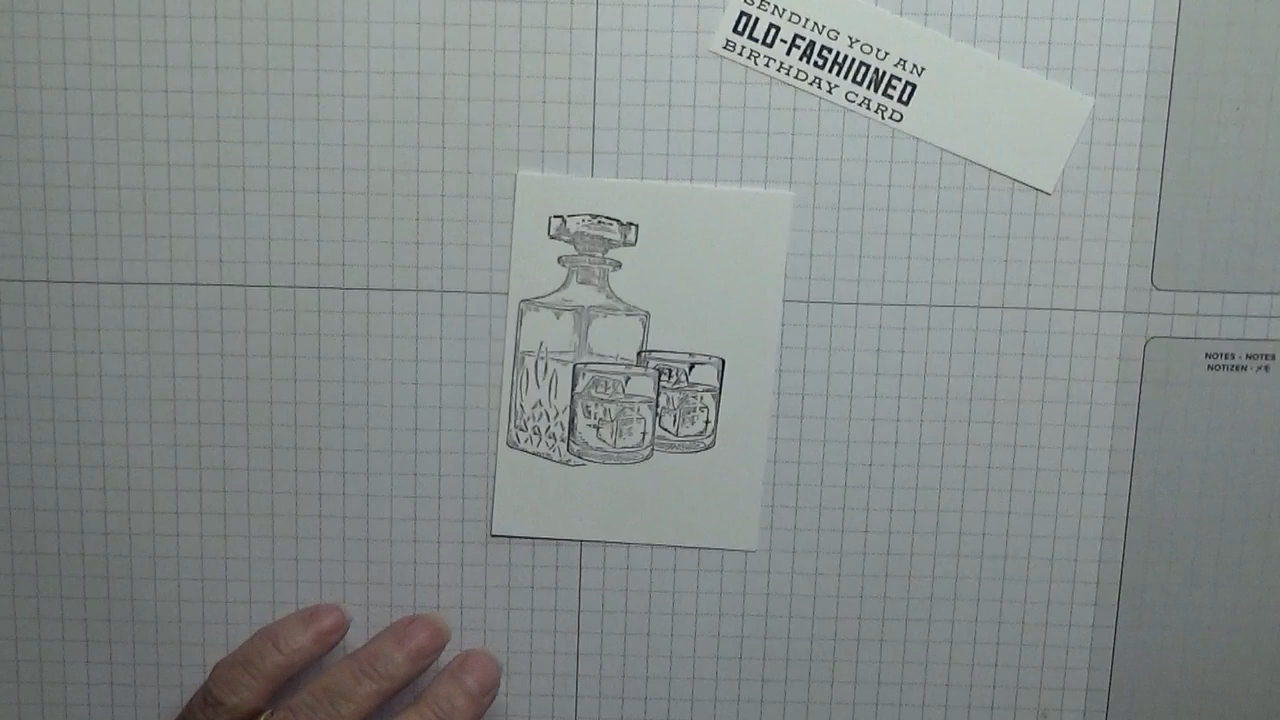 SENDING YOU AN
OLD-FASHIONED
BIRTHDAY CARD
NOTES - NOTES
NOTIZEN - メモ